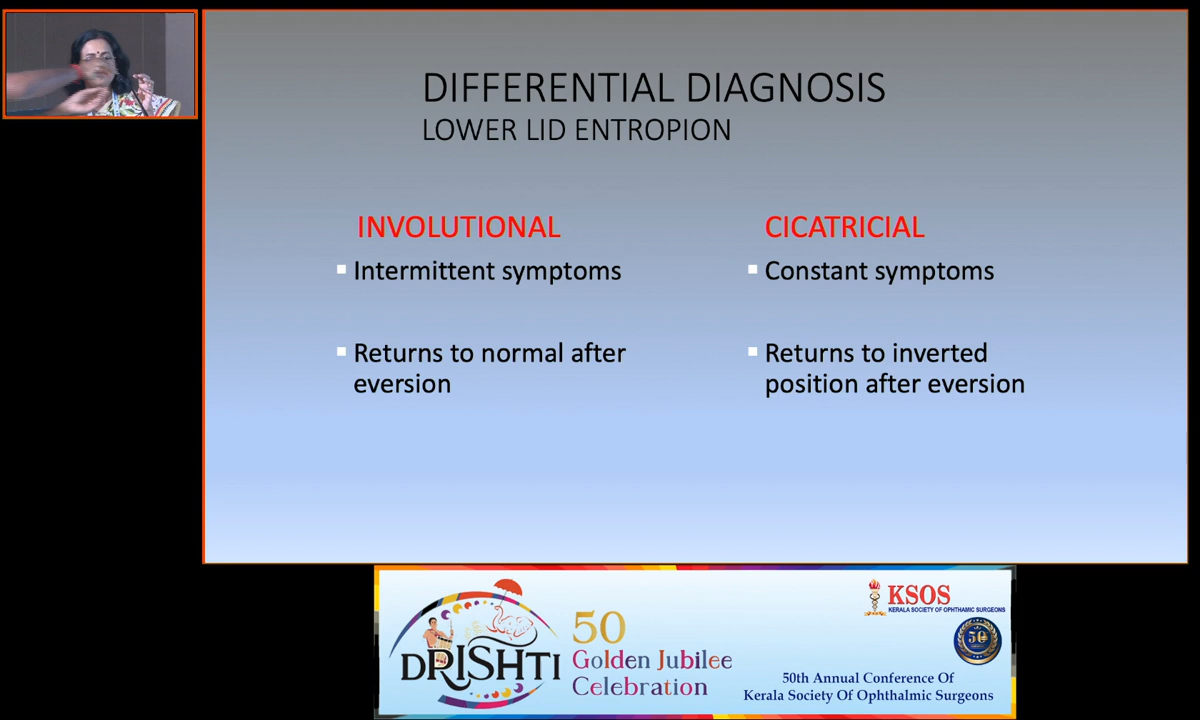 DIFFERENTIAL DIAGNOSIS
LOWER LID ENTROPION
INVOLUTIONAL
Intermittent symptoms
Returns to normal after
eversion
CICATRICIAL
Constant symptoms
Returns to inverted
position after eversion
DRISHTI
50
Golden Jubilee
Celebration
KSOS
KERALA SOCIETY OF OPHTHAMIC SURGEONS
50
50th Annual Conference Of
Kerala Society Of Ophthalmic Surgeons